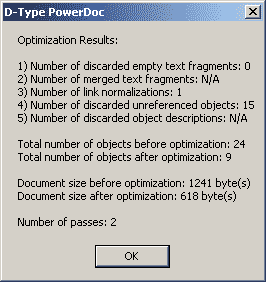 D-Type PowerDoc
Optimization Results:
1) Number of discarded empty text fragments: 0
2) Number of merged text fragments: N/A
3) Number of link normalizations: 1
4) Number of discarded unreferenced objects: 15
5) Number of discarded object descriptions: N/A
Total number of objects before optimization: 24
Total number of objects after optimization: 9
Document size before optimization: 1241 byte(s)
Document size after optimization: 618 byte(s)
Number of passes: 2
OK